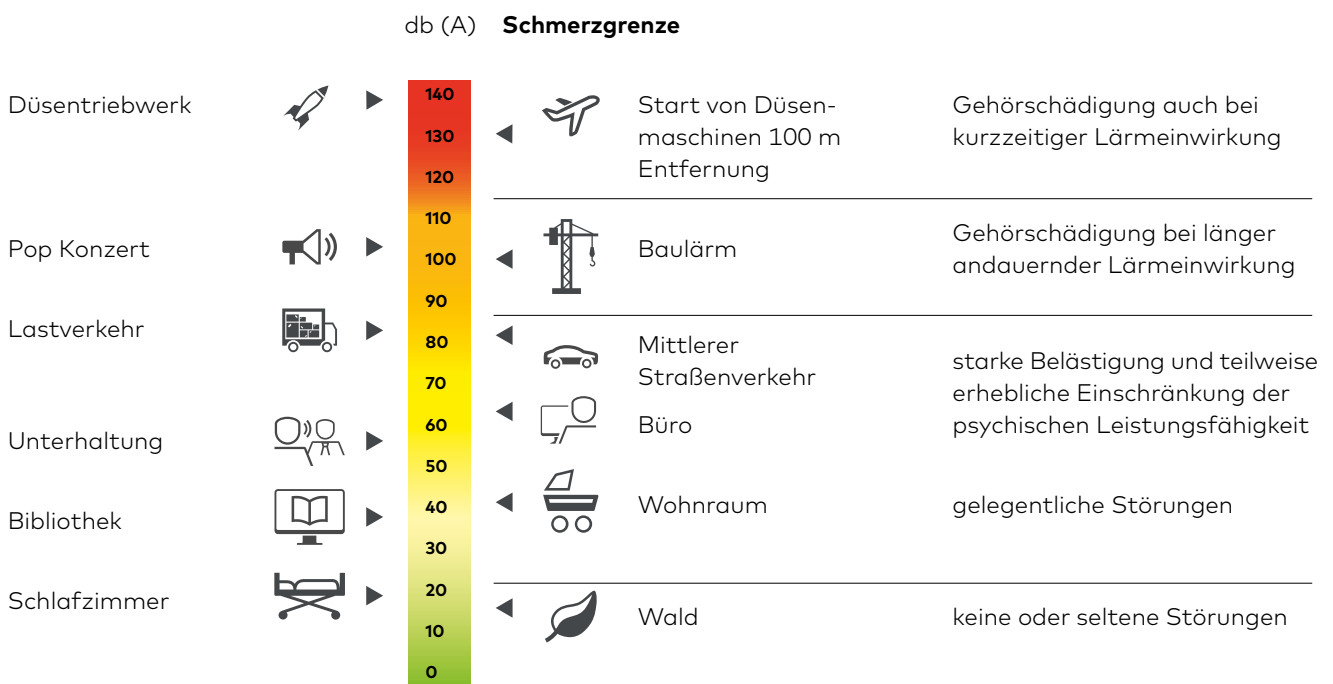 db (A) Schmerzgrenze
Düsentriebwerk
Pop Konzert
Lastverkehr
Unterhaltung
Bibliothek
Schlafzimmer
140
130
120
110
100
90
80
70
60
50
40
30
20
10
0
Start von Düsen-
maschinen 100 m
Entfernung
Gehörschädigung auch bei
kurzzeitiger Lärmeinwirkung
Baulärm
Gehörschädigung bei länger
andauernder Lärmeinwirkung
Mittlerer
Straßenverkehr
Büro
starke Belästigung und teilweise
erhebliche Einschränkung der
psychischen Leistungsfähigkeit
Wohnraum
gelegentliche Störungen
Wald
keine oder seltene Störungen